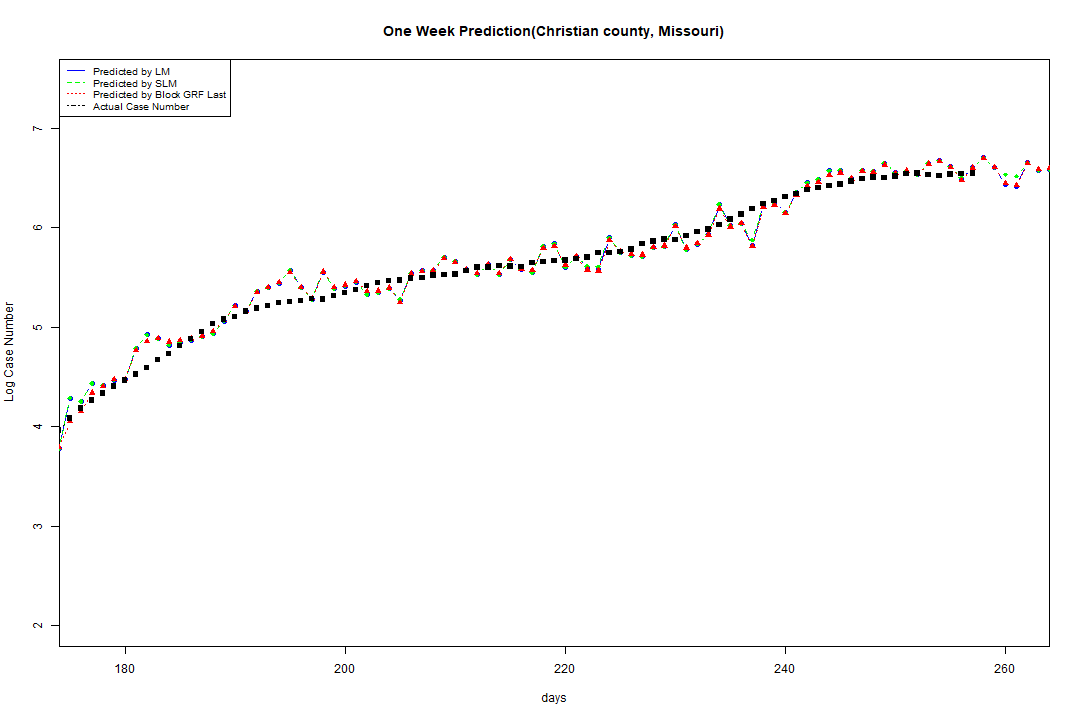 One Week Prediction(Christian county, Missouri)
Predicted by LM
Predicted by SLM
Predicted by Block GRF Last
Actual Case Number
7
6
5
4
3
2
Log Case Number
180
200
220
240
260
days